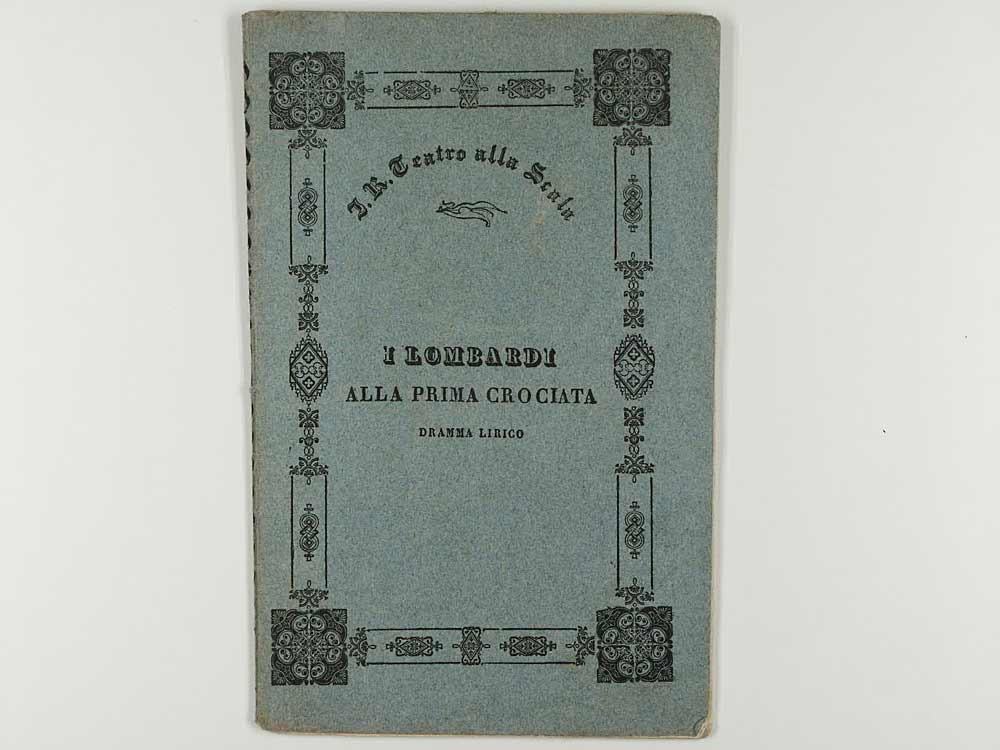 I. R. Teatro alla Scala
I LOMBARDI
ALLA PRIMA CROCIATA
DRAMMA LIRICO